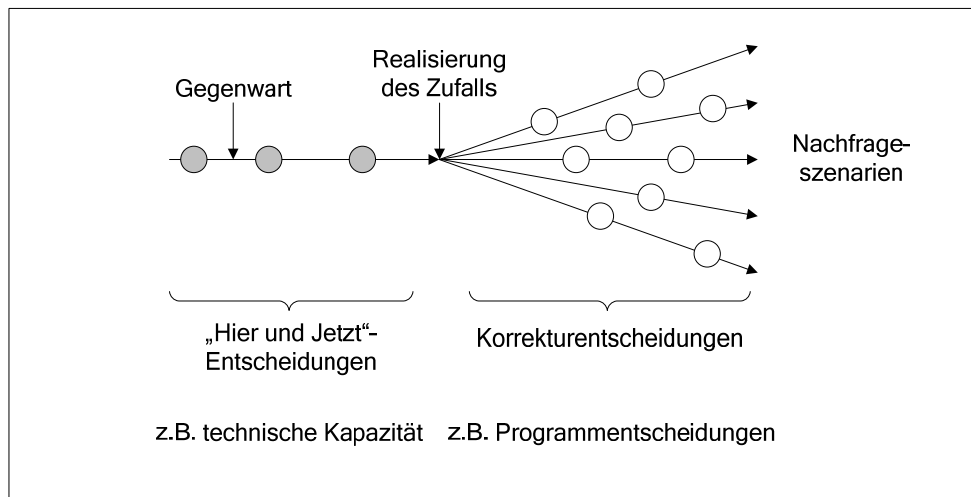 Gegenwart
Realisierung
des Zufalls
Nachfrage-
szenarien
„Hier und Jetzt“-
Entscheidungen
Korrekturentscheidungen
z.B. technische Kapazität
z.B. Programmentscheidungen